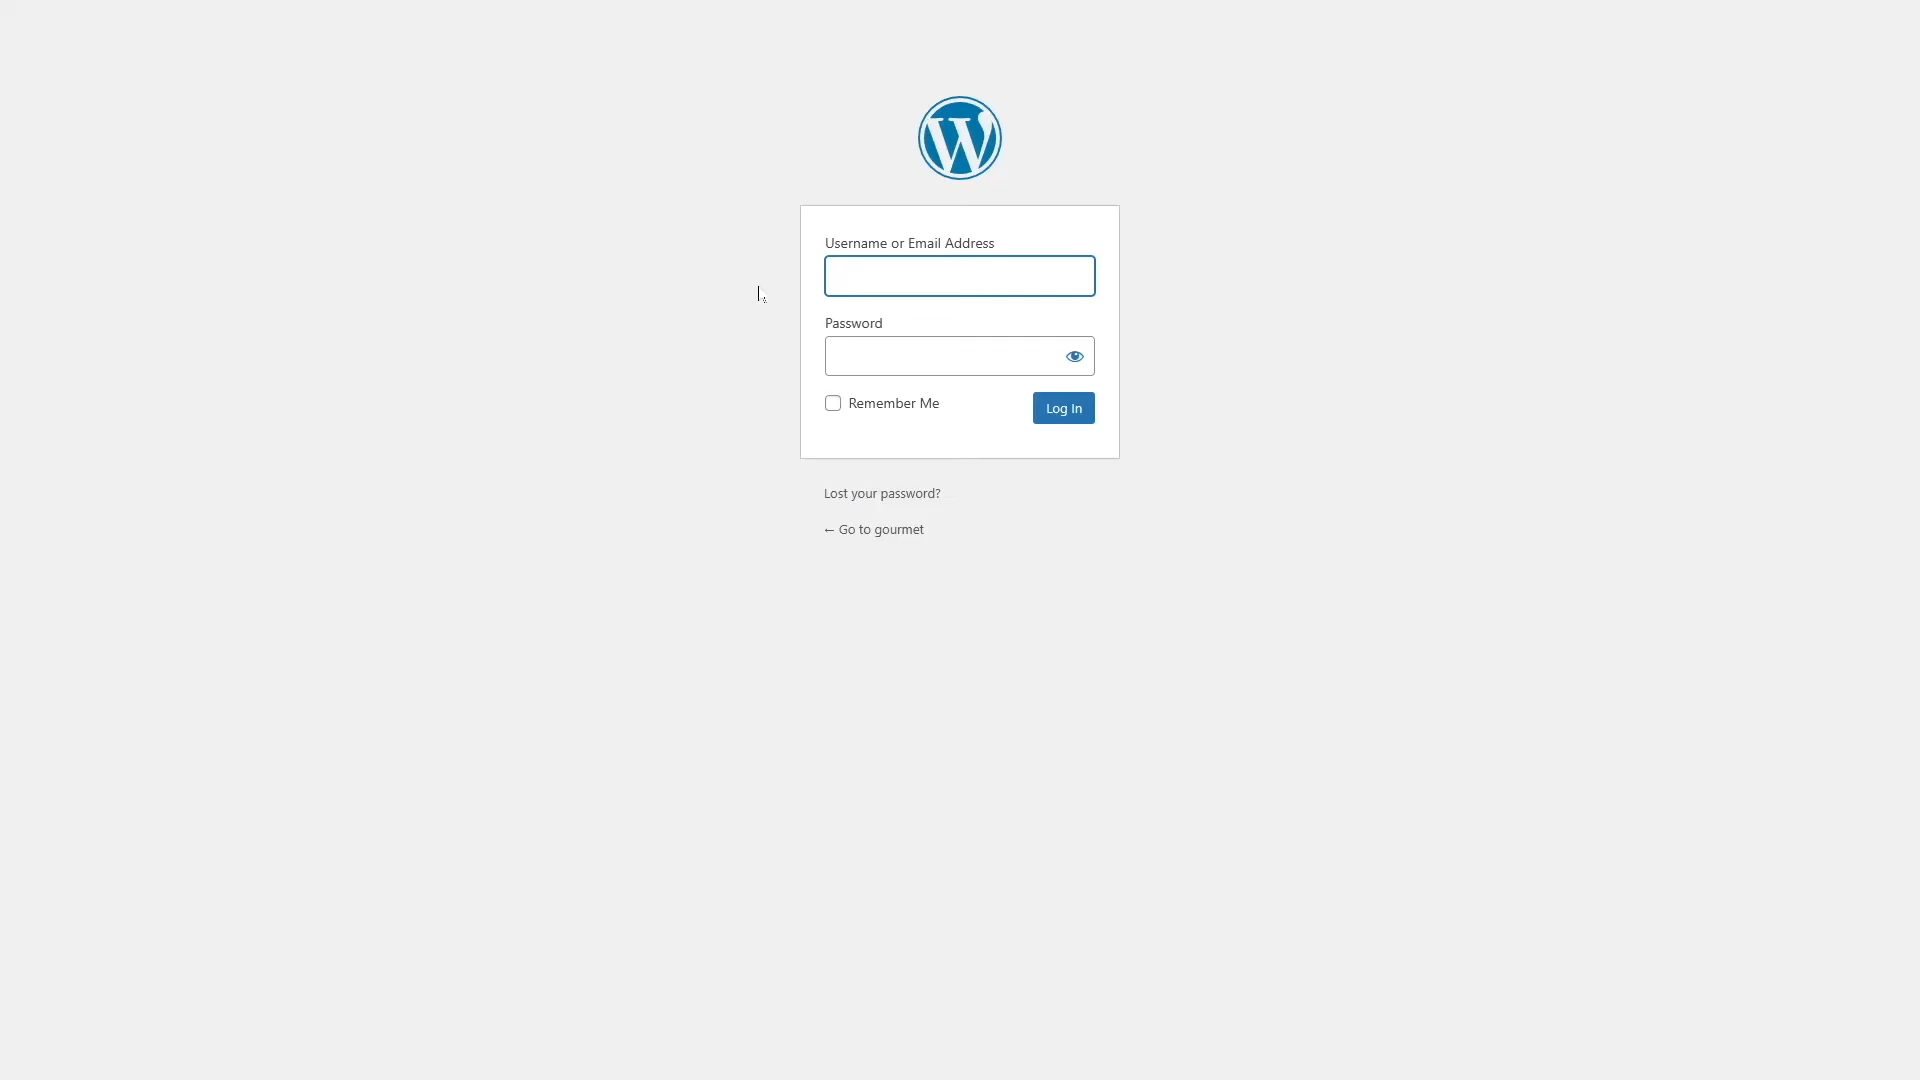 Username or Email Address
Password
Remember Me
Log In
Lost your password?
← Go to gourmet